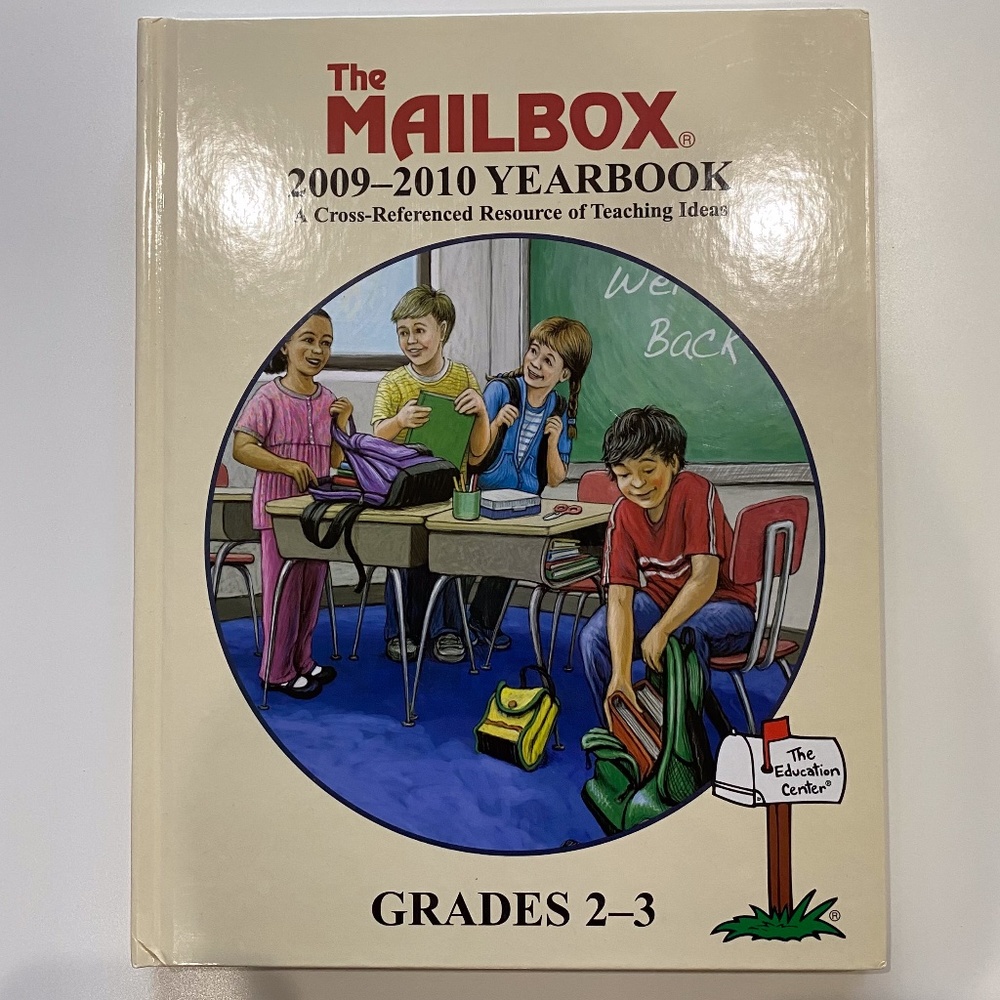 The
MAILBOX®
2009–2010 YEARBOOK
A Cross-Referenced Resource of Teaching Ideas
Back
The
Education
Center®
GRADES 2–3
®